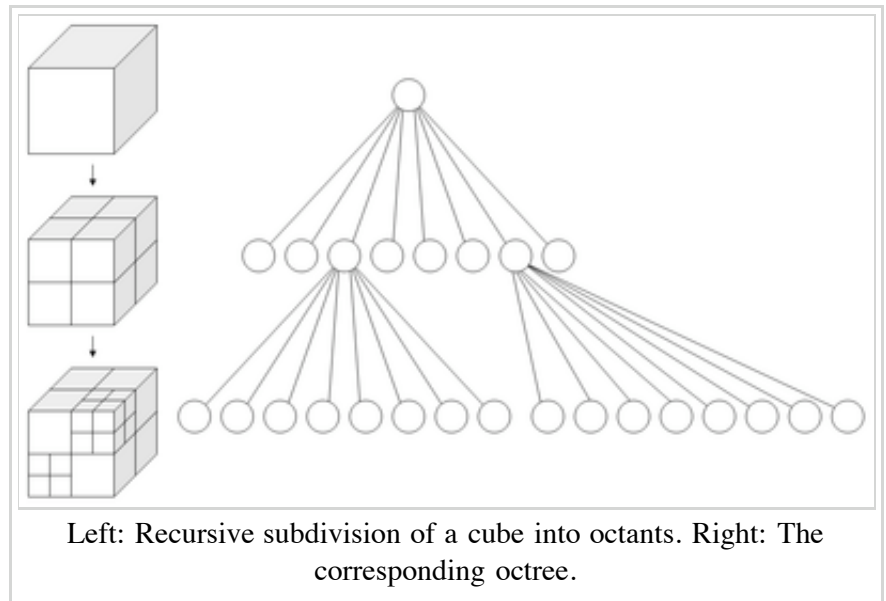 Left: Recursive subdivision of a cube into octants. Right: The
corresponding octree.